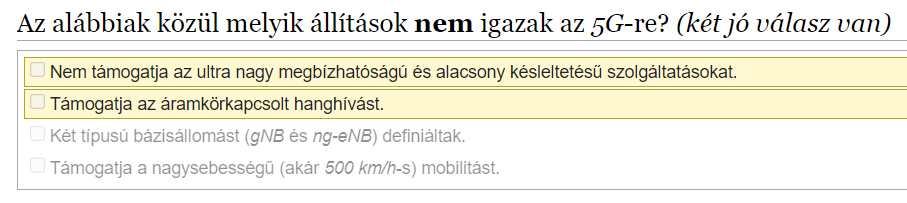 Az alábbiak közül melyik állítások nem igazak az 5G-re? (két jó válasz van)
Nem támogatja az ultra nagy megbízhatóságú és alacsony késleltetésű szolgáltatásokat.
Támogatja az áramkörkapcsolt hanghívást.
Két típusú bázisállomást (gNB és ng-eNB) definiáltak.
Támogatja a nagysebességű (akár 500 km/h-s) mobilitást.